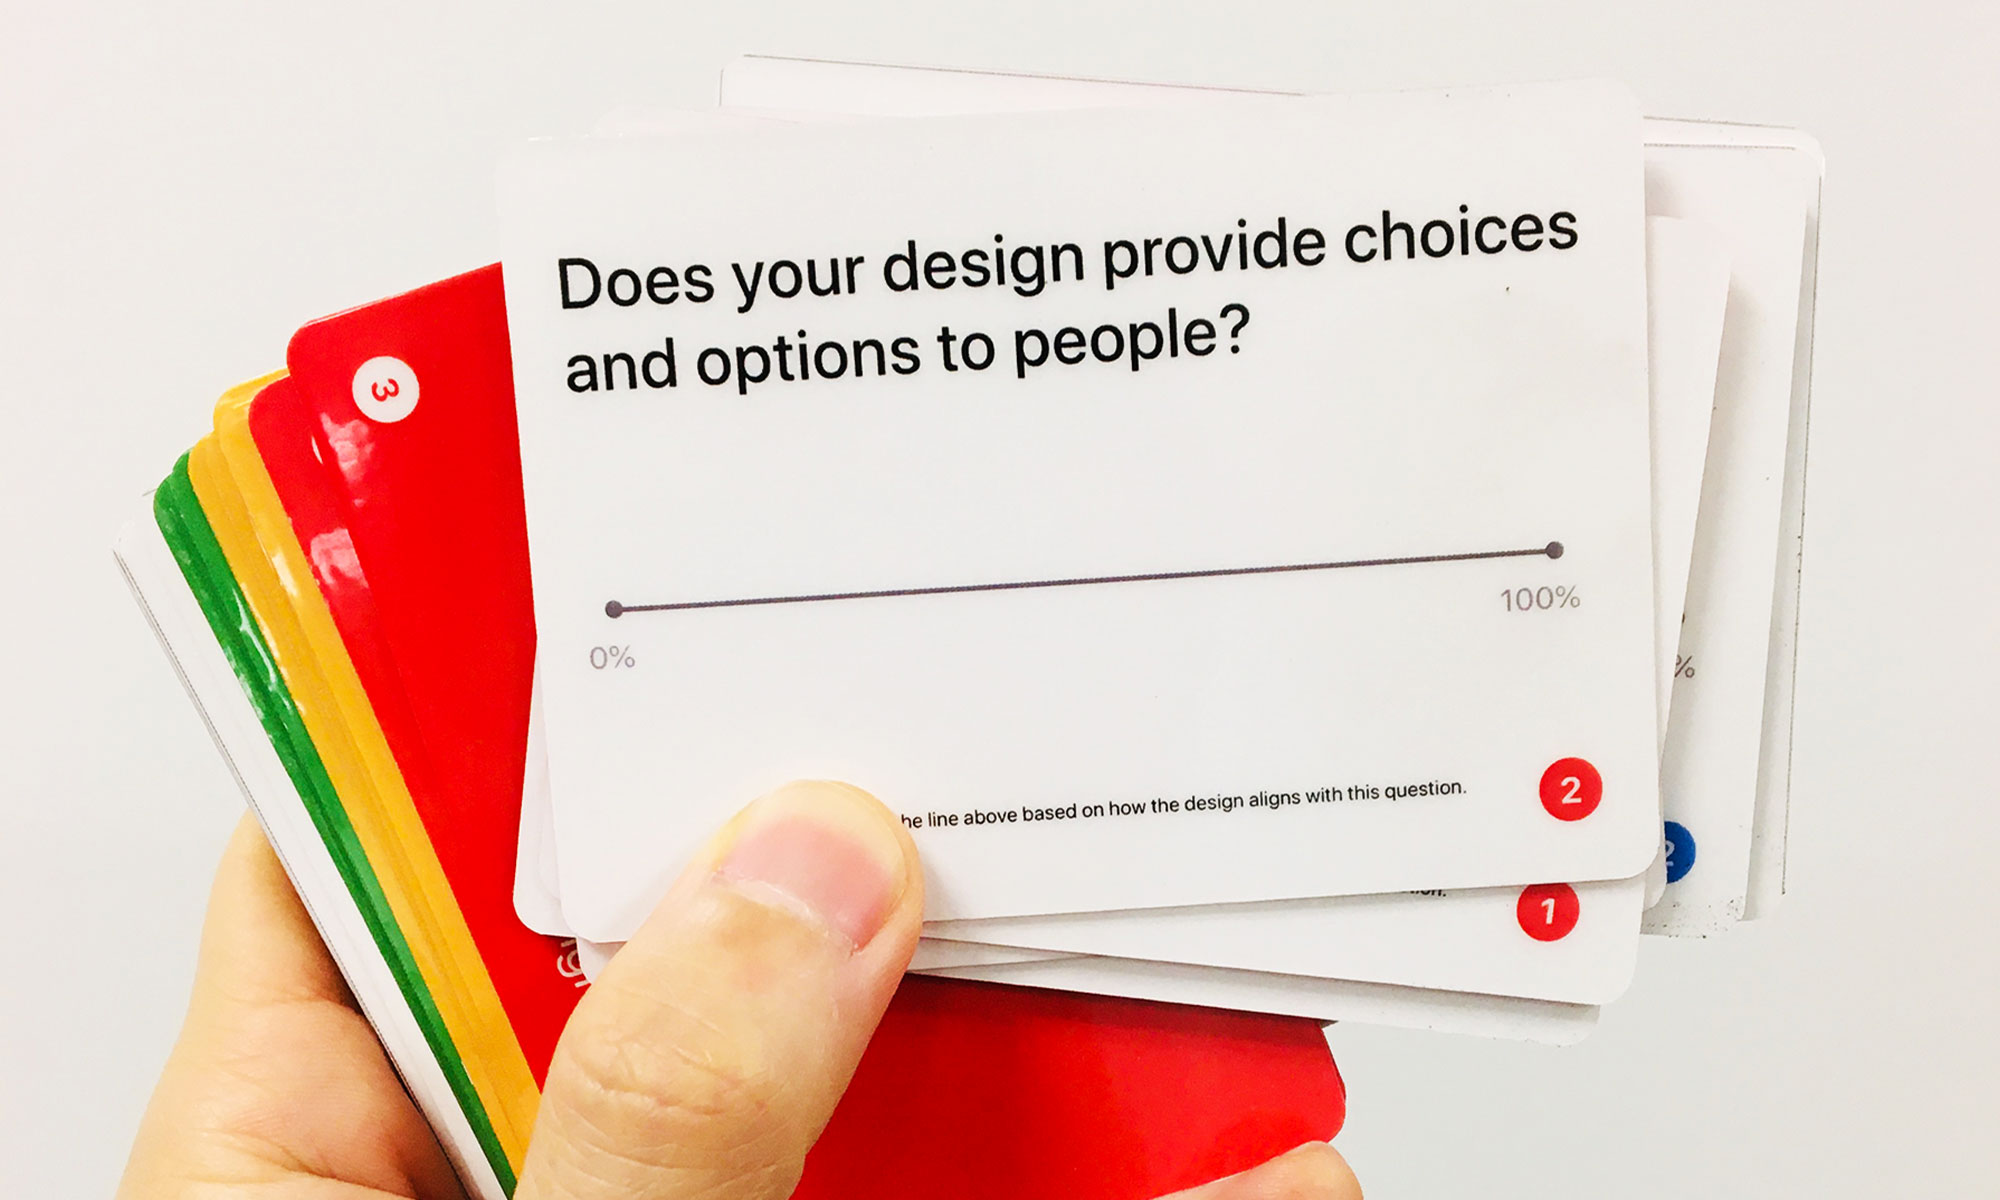 Does your design provide choices
and options to people?
0%
100%
line above based on how the design aligns with this question.
2
1
2
3
%